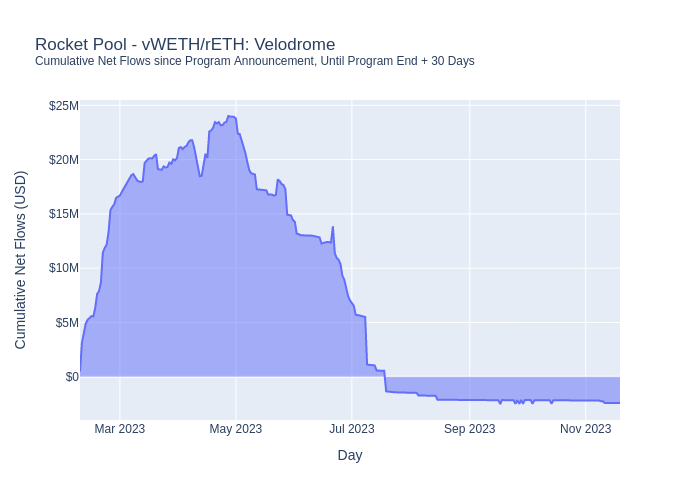 Rocket Pool - vWETH/rETH: Velodrome
Cumulative Net Flows since Program Announcement, Until Program End + 30 Days
$25M
$20M
$15M
$10M
$5M
$0
Cumulative Net Flows (USD)
Mar 2023 May 2023 Jul 2023 Sep 2023 Nov 2023
Day